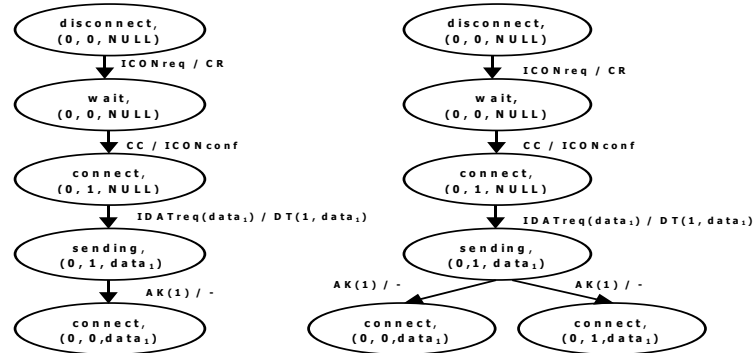 disconnect,
(0, 0, NULL)
ICONreq / CR
wait,
(0, 0, NULL)
CC / ICONconf
connect,
(0, 1, NULL)
IDATreq(data₁) / DT(1, data₁)
sending,
(0, 1, data₁)
AK(1) / -
connect,
(0, 0,data₁)
disconnect,
(0, 0, NULL)
ICONreq / CR
wait,
(0, 0, NULL)
CC / ICONconf
connect,
(0, 1, NULL)
IDATreq(data₁) / DT(1, data₁)
sending,
(0,1, data₁)
AK(1) / -
AK(1) / -
connect,
(0, 0,data₁)
connect,
(0, 1,data₁)